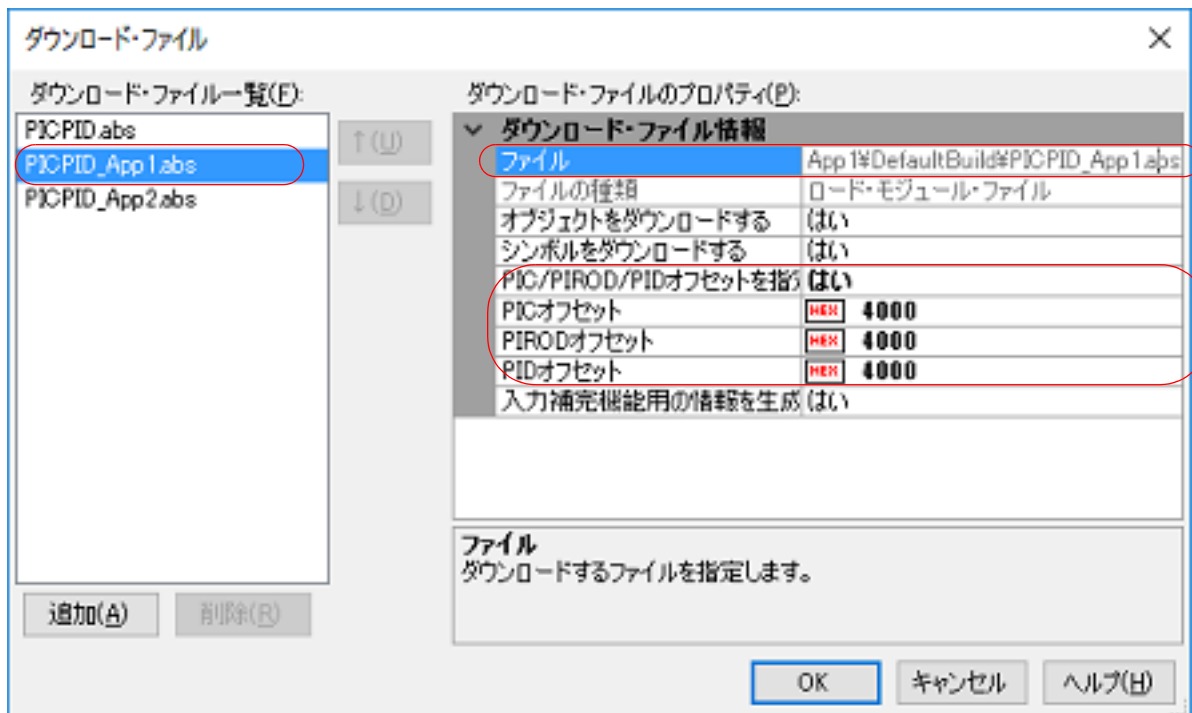 ダウンロード・ファイル
ダウンロード・ファイル一覧(F):
PICPID.abs
PICPID_App1.abs
PICPID_App2.abs
↑(U)
↓(D)
追加(A)
削除(R)
ダウンロード・ファイルのプロパティ(P):
ダウンロード・ファイル情報
ファイル App1¥DefaultBuild¥PICPID_App1.abs
ファイルの種類 ロード・モジュール・ファイル
オブジェクトをダウンロードする はい
シンボルをダウンロードする はい
PIC/PIROD/PIDオフセットを指定 はい
PICオフセット HEX 4000
PIRODオフセット HEX 4000
PIDオフセット HEX 4000
入力補完機能用の情報を生成 はい
ファイル
ダウンロードするファイルを指定します。
OK キャンセル ヘルプ(H)